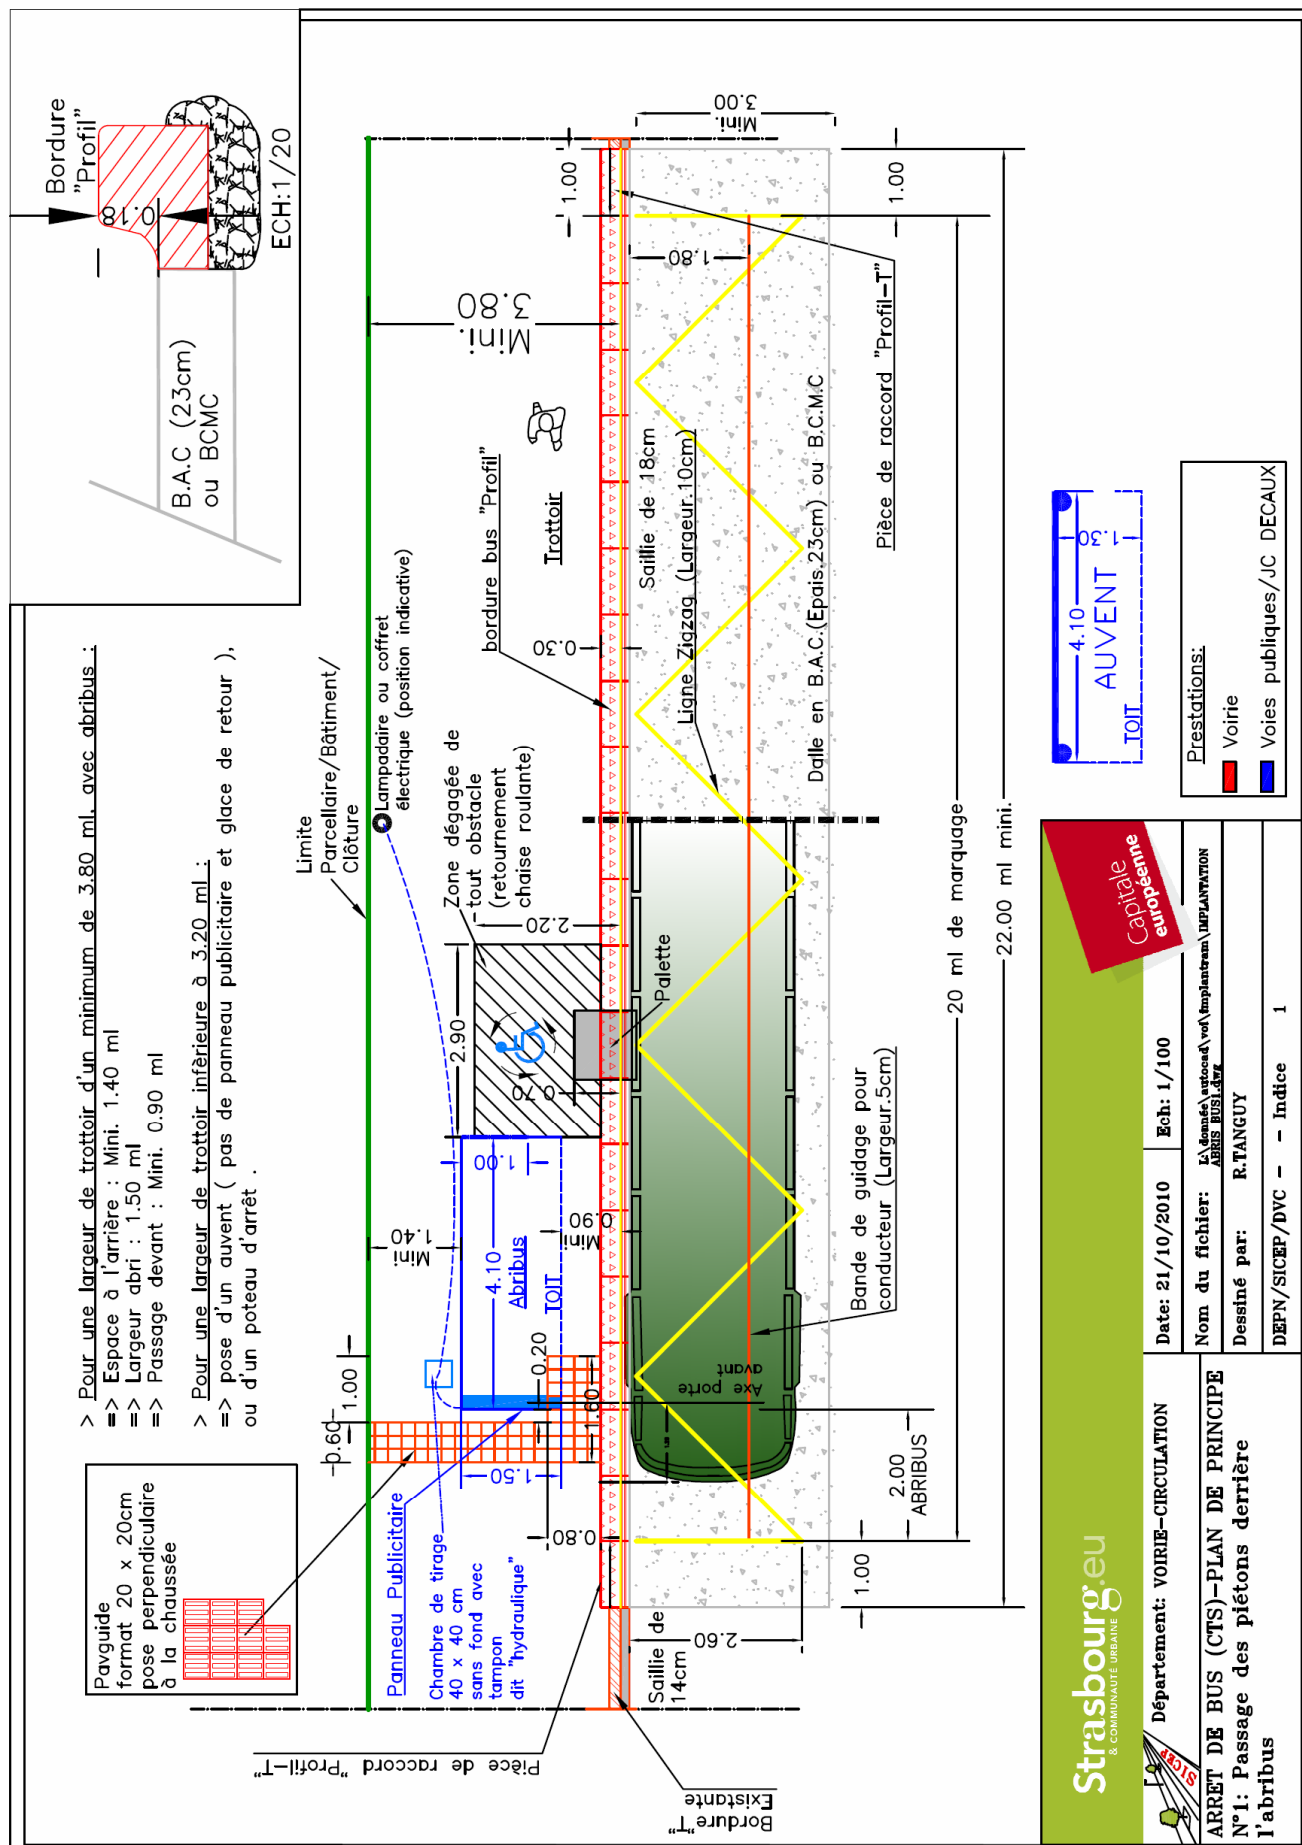 Bordure
"Profil"
0.18
ECH:1/20
B.A.C (23cm)
ou BCMC
> Pour une largeur de trottoir d'un minimum de 3.80 ml, avec abribus :
=> Espace à l'arrière : Mini. 1.40 ml
=> Largeur abri : 1.50 ml
=> Passage devant : Mini. 0.90 ml
> Pour une largeur de trottoir inférieure à 3.20 ml :
=> pose d'un auvent ( pas de panneau publicitaire et glace de retour ),
ou d'un poteau d'arrêt .
Pavguide
format 20 x 20cm
pose perpendiculaire
à la chaussée
Limite
Parcellaire/Bâtiment/
Clôture
Lampadaire ou coffret
électrique (position indicative)
Zone dégagée de
tout obstacle
(retournement
chaise roulante)
bordure bus "Profil"
Trottoir
Mini.
3.80
1.00
Mini.
3.00
0.60
1.00
Mini
1.40
2.90
2.20
0.30
Panneau Publicitaire
Chambre de tirage
40 x 40 cm
sans fond avec
tampon
dit "hydraulique"
1.50
4.10
Abribus
TOIT
1.00
Mini
0.90
0.70
0.20
1.60
0.80
Palette
Saillie de 18cm
Ligne Zigzag (Largeur.10cm)
1.80
Pièce de raccord "Profil-T"
Bordure"T"
Existante
Saillie de
14cm
2.60
Axe porte
avant
Dalle en B.A.C.(Epais.23cm) ou B.C.M.C
Pièce de raccord "Profil-T"
Bande de guidage pour
conducteur (Largeur.5cm)
1.00
2.00
ABRIBUS
1.00
20 ml de marquage
22.00 ml mini.
4.10
1.30
AUVENT
TOIT
Prestations:
Voirie
Voies publiques/JC DECAUX
Strasbourg.eu
& COMMUNAUTÉ URBAINE
Capitale
européenne
SICEP
Département: VOIRIE-CIRCULATION
ARRET DE BUS (CTS)-PLAN DE PRINCIPE
N°1: Passage des piétons derrière
l'abribus
Date: 21/10/2010
Ech: 1/100
Nom du fichier:
L:\donnée\autocad\vol\implantram\IMPLANTATION
ABRIS BUS1.dwg
Dessiné par: R.TANGUY
DEPN/SICEP/DVC - - Indice 1